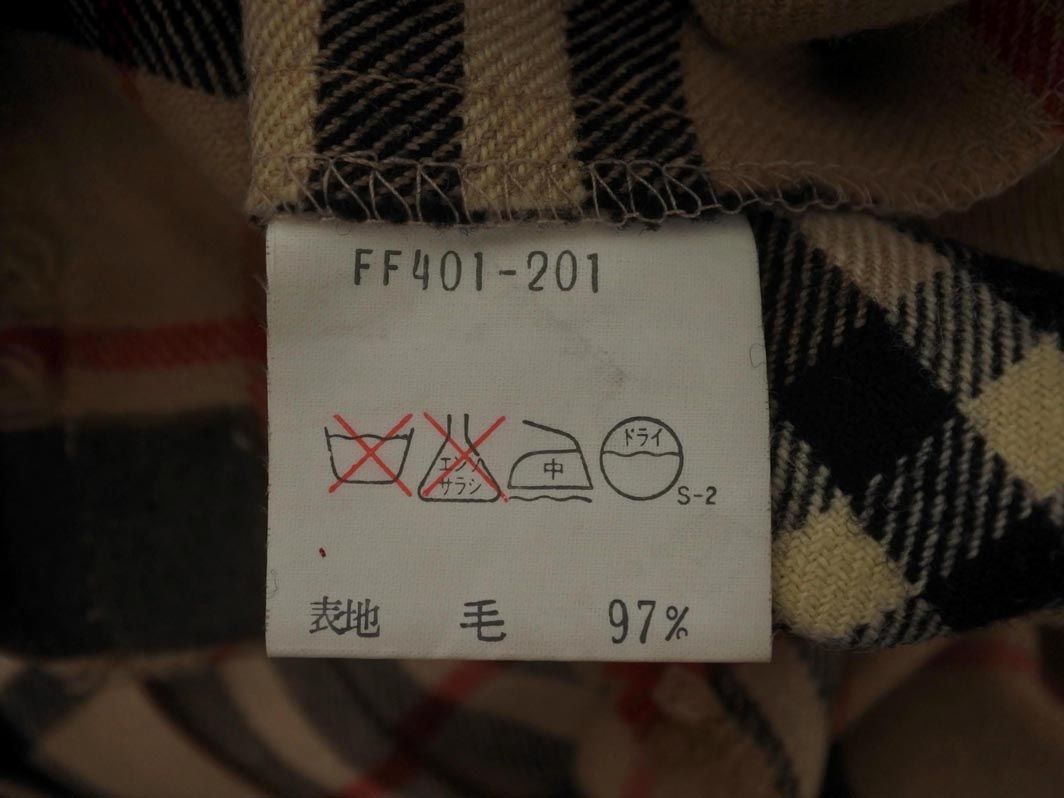 FF401-201
エンソ
サラシ
中
ドライ
S-2
表地 毛 97%